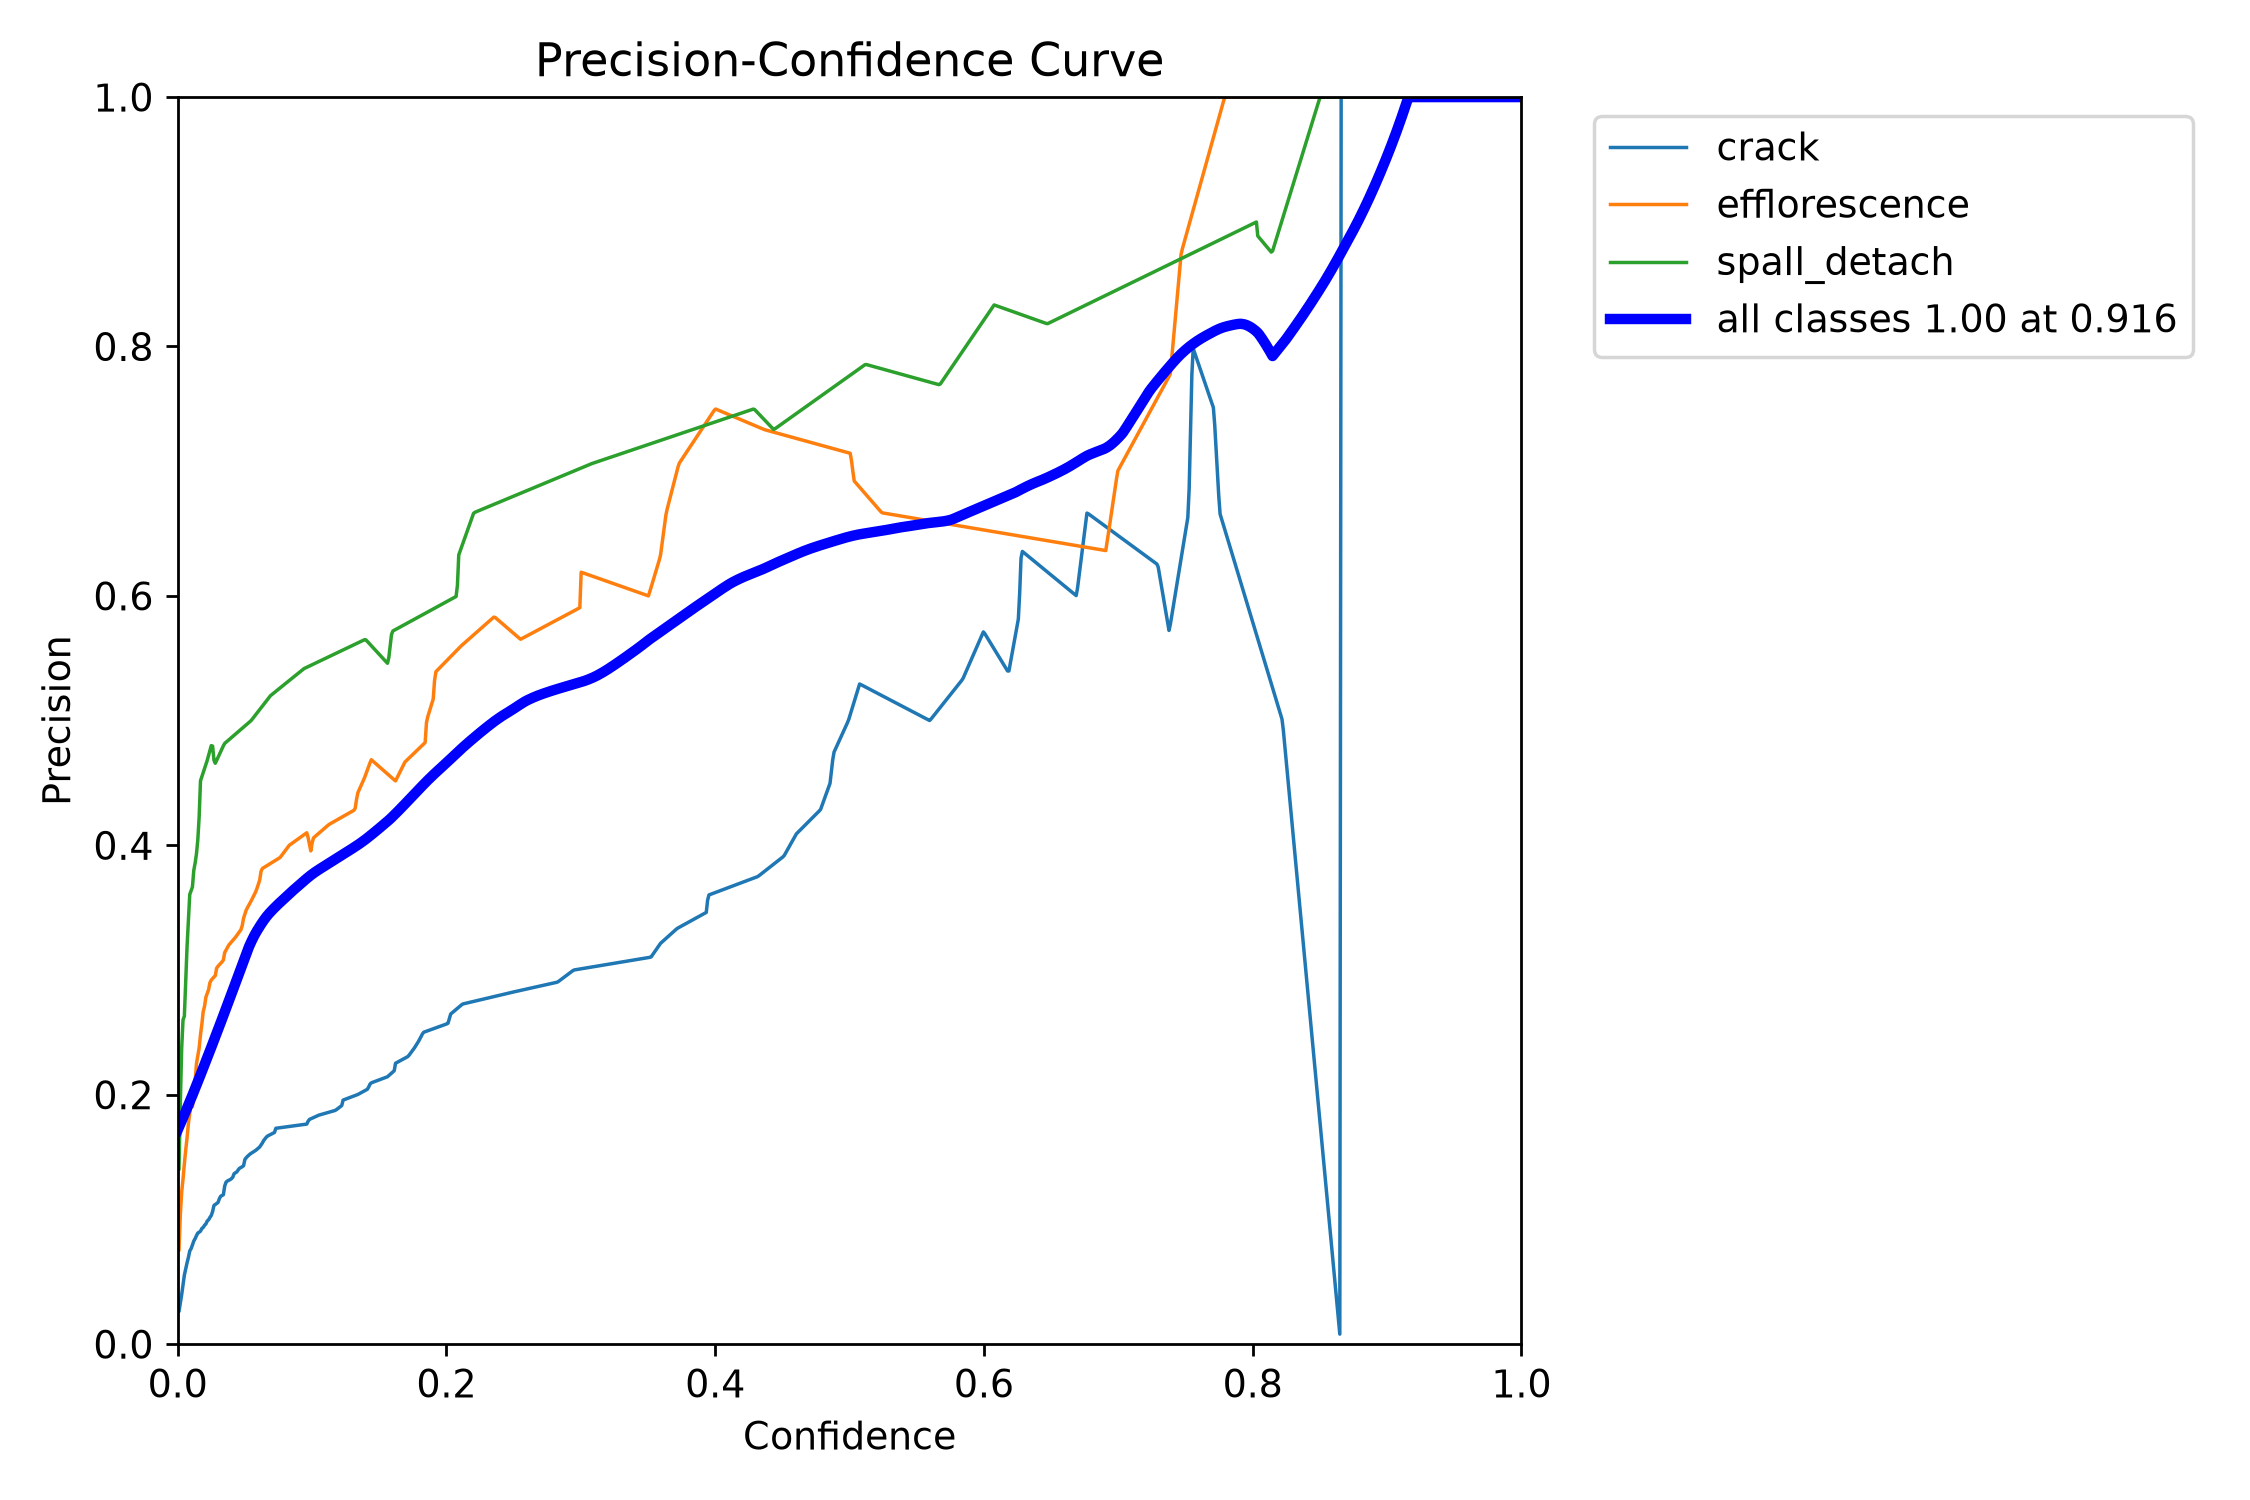 Precision-Confidence Curve
1.0
0.8
0.6
0.4
0.2
0.0
Precision
0.0 0.2 0.4 0.6 0.8 1.0
Confidence
crack
efflorescence
spall_detach
all classes 1.00 at 0.916